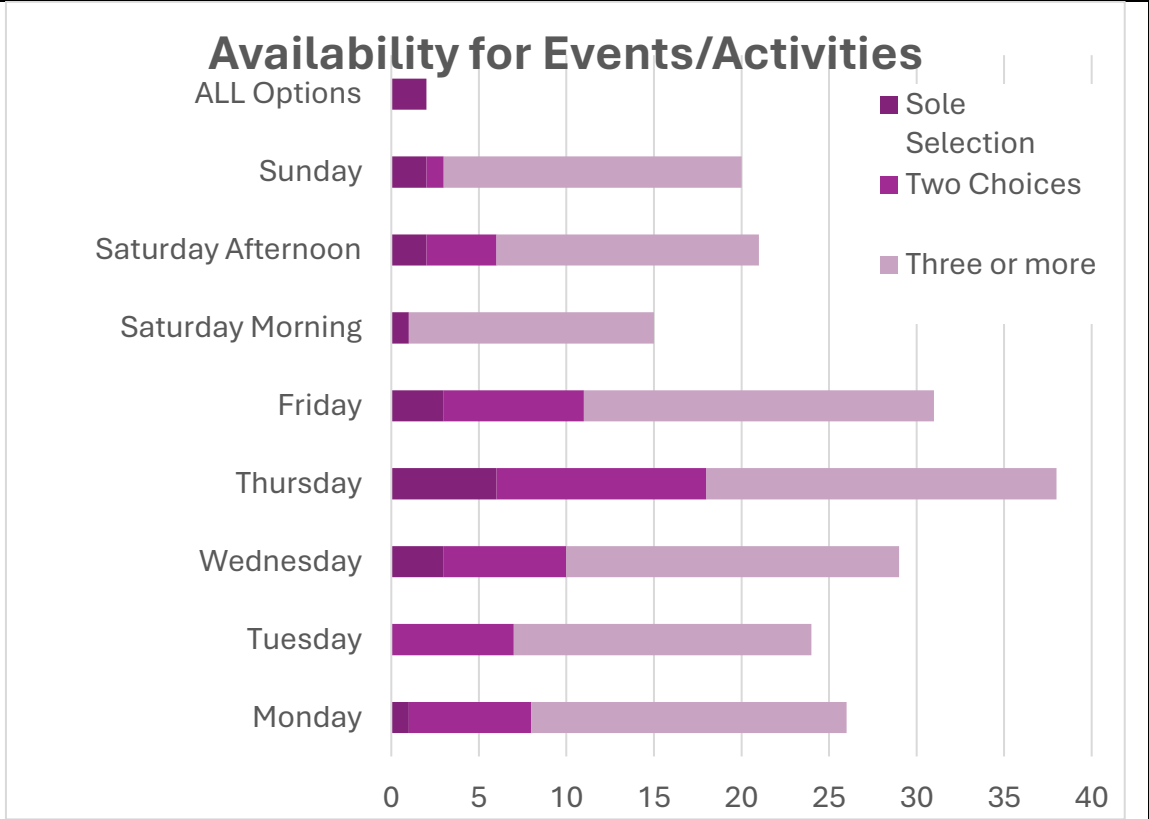 Availability for Events/Activities
ALL Options
Sunday
Saturday Afternoon
Saturday Morning
Friday
Thursday
Wednesday
Tuesday
Monday
Sole
Selection
Two Choices
Three or more
0 5 10 15 20 25 30 35 40